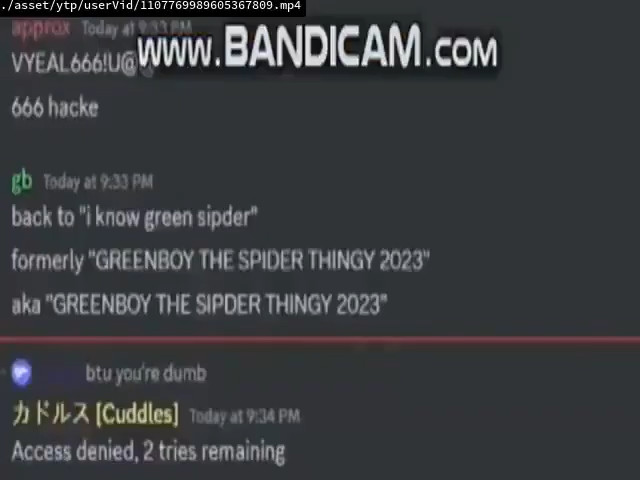 ./asset/ytp/userVid/1107769989605367809.mp4
approx Today at 9:33 PM
www.BANDICAM.com
VYEAL666!U@
666 hacke
gb Today at 9:33 PM
back to "i know green sipder"
formerly "GREENBOY THE SPIDER THINGY 2023"
aka "GREENBOY THE SIPDER THINGY 2023"
btu you're dumb
カドルス [Cuddles] Today at 9:34 PM
Access denied, 2 tries remaining